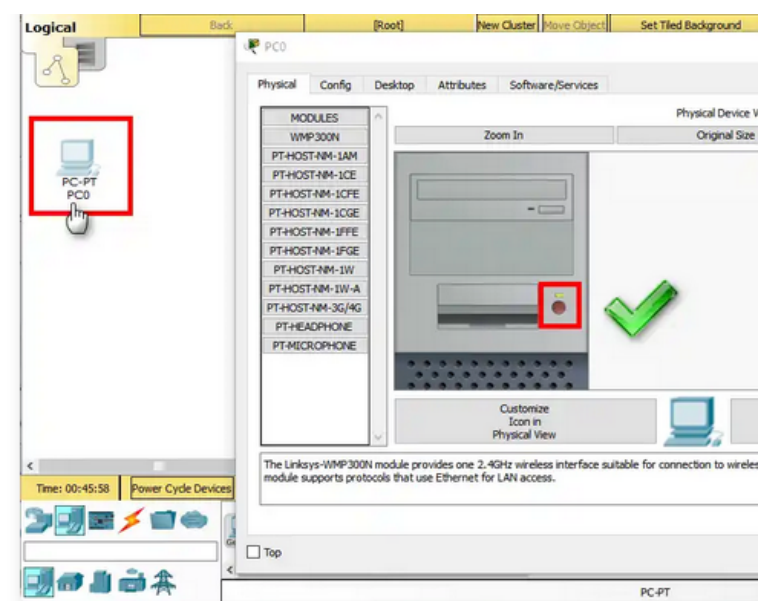 Logical
Back
[Root]
New Cluster
Move Object
Set Tiled Background
PC0
Physical
Config
Desktop
Attributes
Software/Services
MODULES
WMP300N
PT-HOST-NM-1AM
PT-HOST-NM-1CE
PT-HOST-NM-1CFE
PT-HOST-NM-1CGE
PT-HOST-NM-1FFE
PT-HOST-NM-1FGE
PT-HOST-NM-1W
PT-HOST-NM-1W-A
PT-HOST-NM-3G/4G
PT-HEADPHONE
PT-MICROPHONE
Physical Device V
Zoom In
Original Size
PC-PT
PC0
Customize
Icon in
Physical View
The Linksys-WMP300N module provides one 2.4GHz wireless interface suitable for connection to wireles
module supports protocols that use Ethernet for LAN access.
Time: 00:45:58
Power Cycle Devices
Top
PC-PT